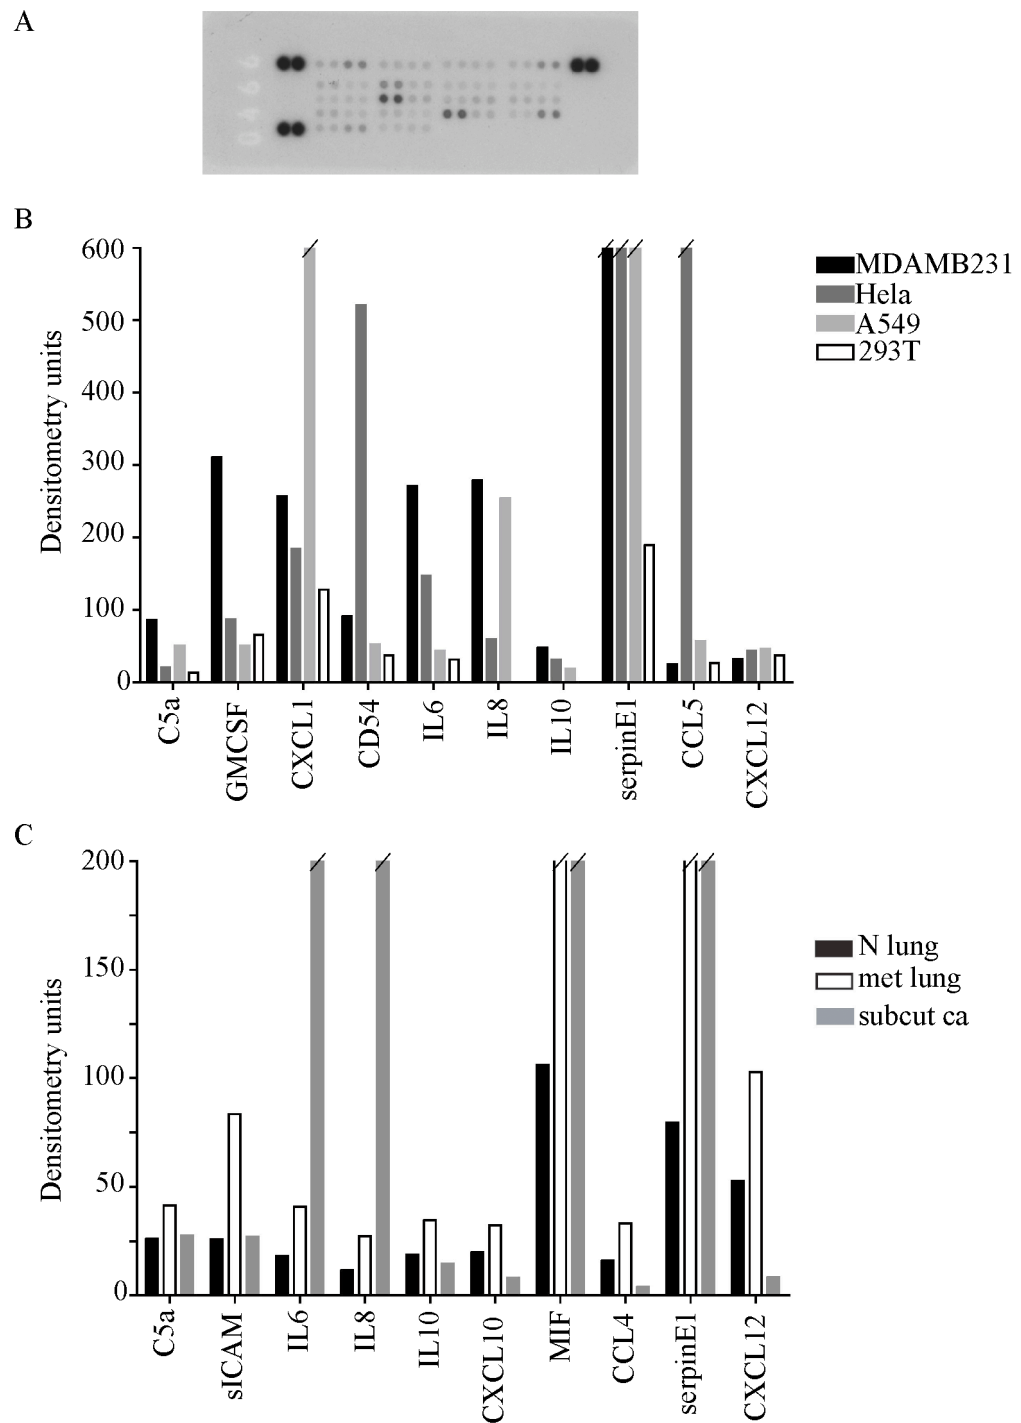 A
B
600
500
400
300
200
100
0
Densitometry units
MDAMB231
Hela
A549
293T
C5a
GMCSF
CXCL1
CD54
IL6
IL8
IL10
serpinE1
CCL5
CXCL12
C
200
150
100
50
0
Densitometry units
N lung
met lung
subcut ca
C5a
sICAM
IL6
IL8
IL10
CXCL10
MIF
CCL4
serpinE1
CXCL12